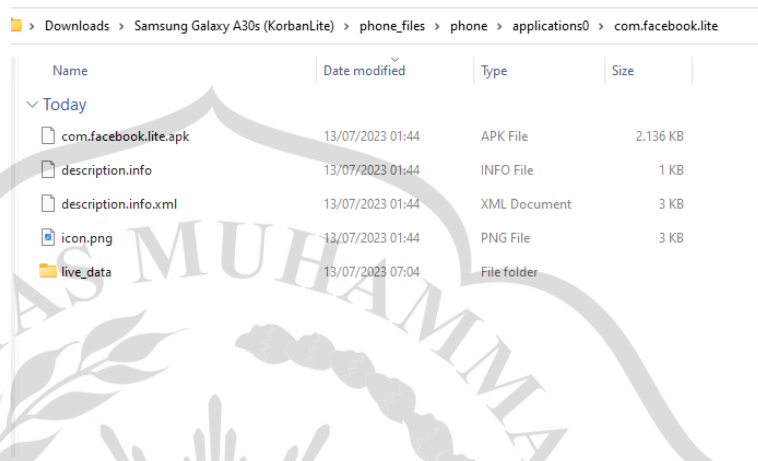 Downloads > Samsung Galaxy A30s (KorbanLite) > phone_files > phone > applications0 > com.facebook.lite
Name Date modified Type Size
Today
com.facebook.lite.apk 13/07/2023 01:44 APK File 2.136 KB
description.info 13/07/2023 01:44 INFO File 1 KB
description.info.xml 13/07/2023 01:44 XML Document 3 KB
icon.png 13/07/2023 01:44 PNG File 3 KB
live_data 13/07/2023 07:04 File folder
AS MUHAMMA